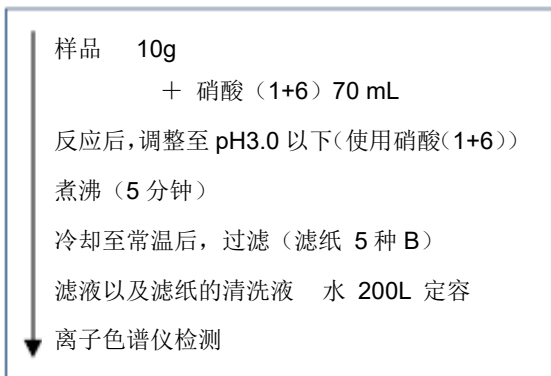 样品 10g
＋ 硝酸（1+6）70 mL
反应后，调整至 pH3.0 以下（使用硝酸（1+6））
煮沸（5 分钟）
冷却至常温后，过滤（滤纸 5 种 B）
滤液以及滤纸的清洗液 水 200L 定容
离子色谱仪检测